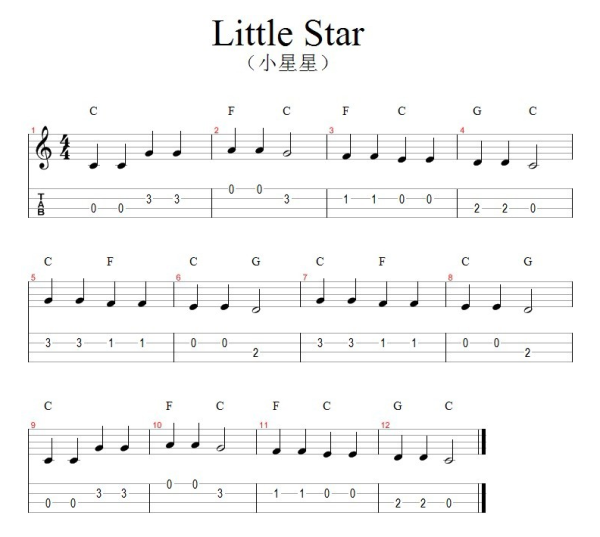 Little Star
（小星星）
C F C F C G C
1 2 3 4
4
4
T
A
B
0 0
3 3 3 1 1 0 0
0 0 2 2 0
C F C G C F C G
5 6 7 8
3 3 1 1 0 0 3 3 1 1 0 0
2 2
C F C F C G C
9 10 11 12
0 0
3 3 3 1 1 0 0
0 0 2 2 0